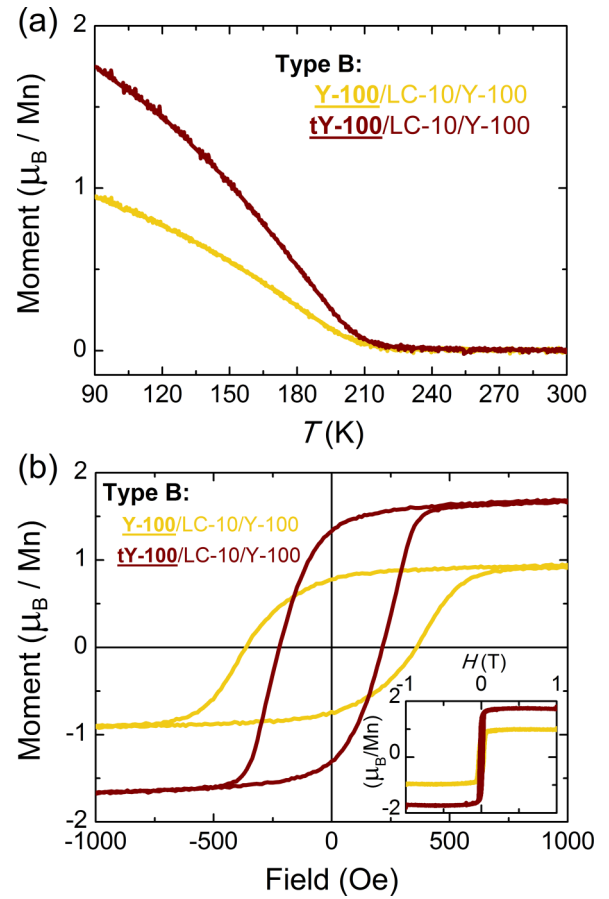 (a)
2
1
0
Moment (μB / Mn)
Type B:
Y-100/LC-10/Y-100
tY-100/LC-10/Y-100
90 120 150 180 210 240 270 300
T (K)
(b)
2
1
0
-1
-2
Moment (μB / Mn)
Type B:
Y-100/LC-10/Y-100
tY-100/LC-10/Y-100
H (T)
-1 0 1
2
0
-2
(μB/Mn)
-1000 -500 0 500 1000
Field (Oe)